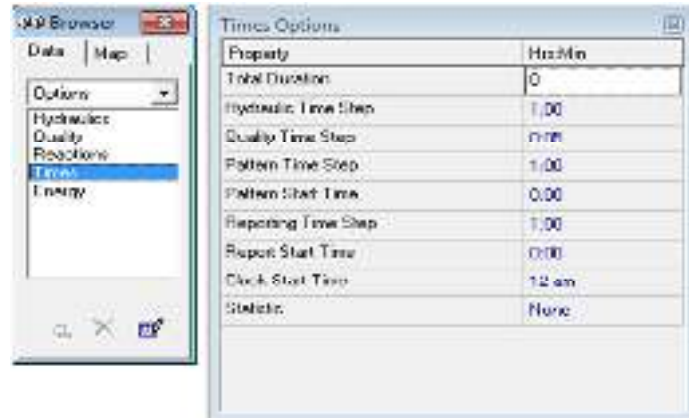 Browser
Data Map
Options
Hydraulics
Quality
Reactions
Times
Energy
Times Options
Property Hrs:Min
Total Duration 0
Hydraulic Time Step 1:00
Quality Time Step 0:05
Pattern Time Step 1:00
Pattern Start Time 0:00
Reporting Time Step 1:00
Report Start Time 0:00
Clock Start Time 12 am
Statistic None